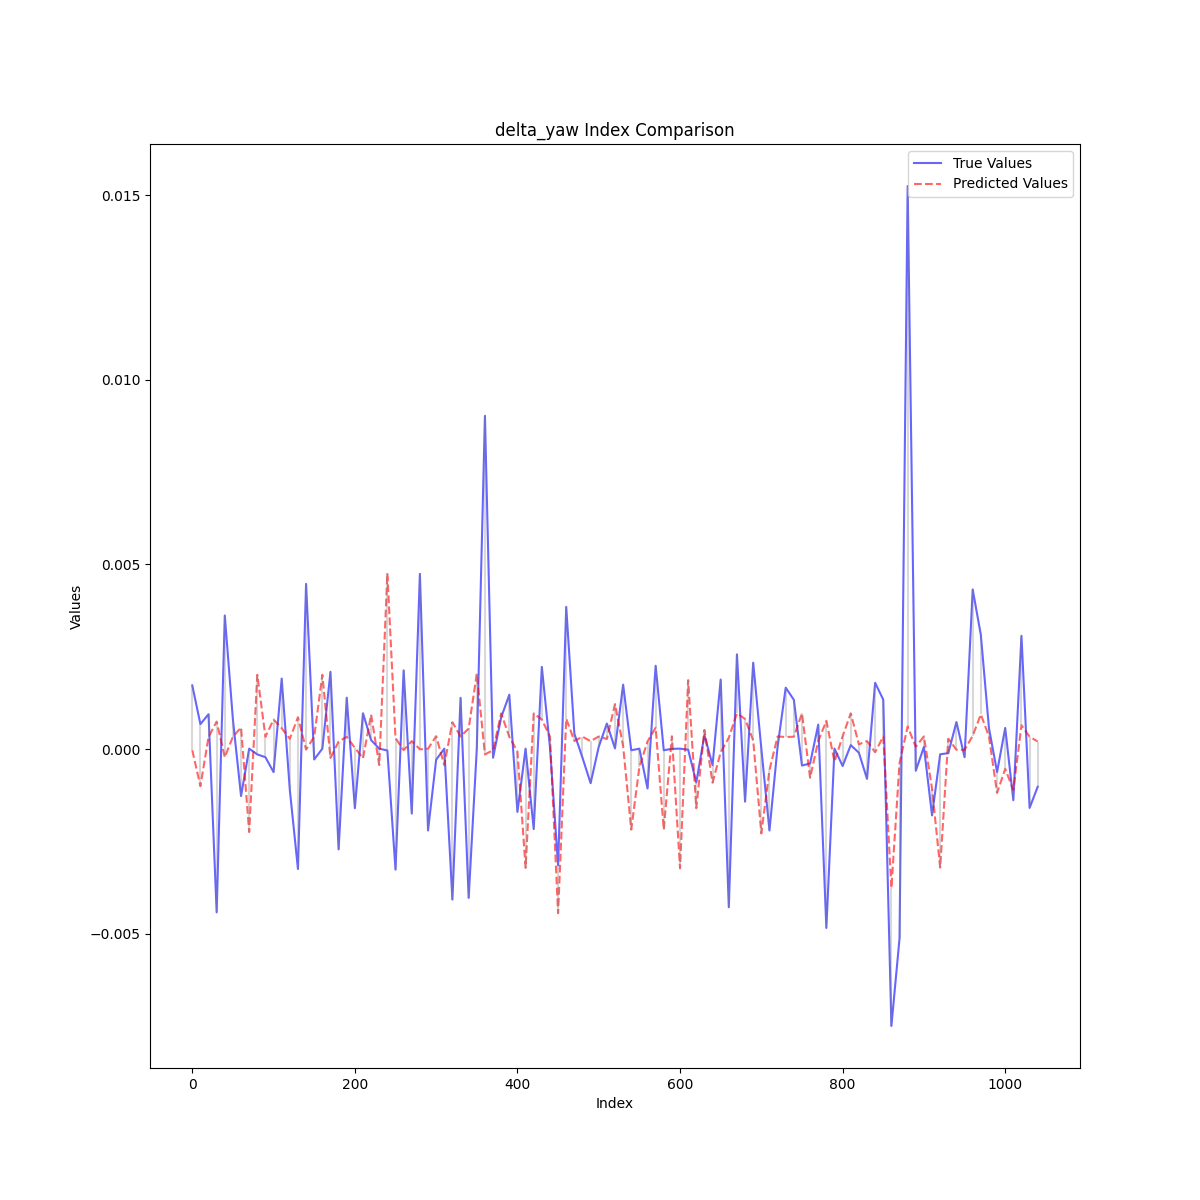 delta_yaw Index Comparison
True Values
Predicted Values
0.015
0.010
0.005
0.000
−0.005
Values
0
200
400
600
800
1000
Index